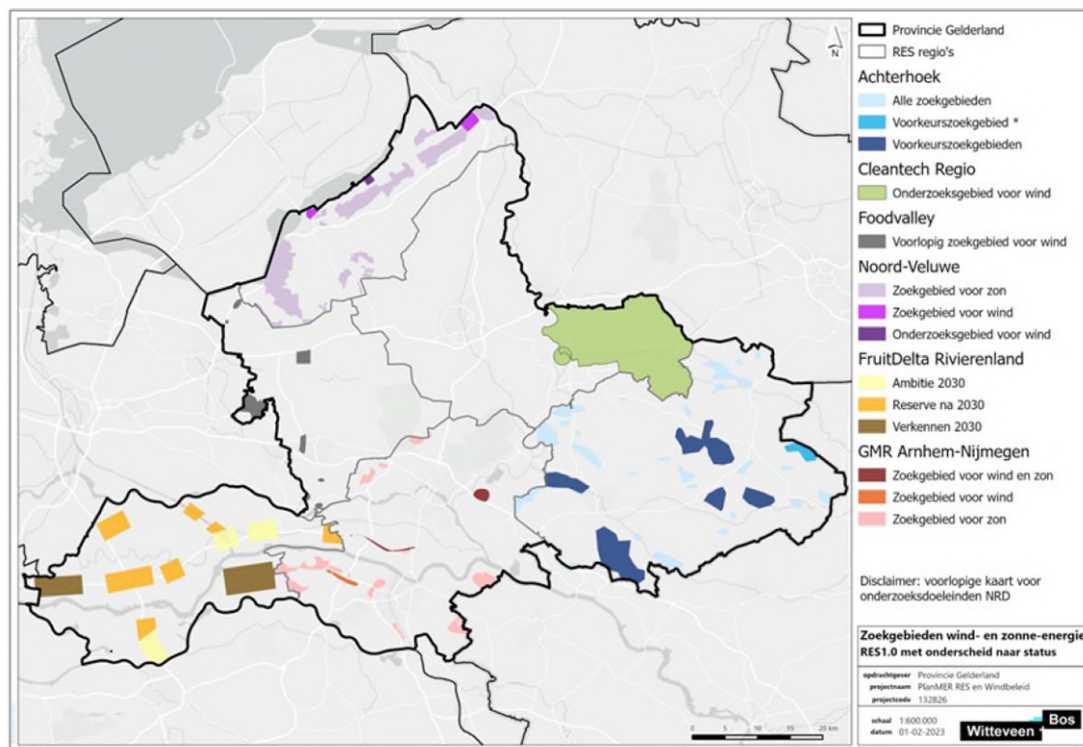 N
Provincie Gelderland
RES regio's
Achterhoek
Alle zoekgebieden
Voorkeurszoekgebied *
Voorkeurszoekgebieden
Cleantech Regio
Onderzoeksgebied voor wind
Foodvalley
Voorlopig zoekgebied voor wind
Noord-Veluwe
Zoekgebied voor zon
Zoekgebied voor wind
Onderzoeksgebied voor wind
FruitDelta Rivierenland
Ambitie 2030
Reserve na 2030
Verkennen 2030
GMR Arnhem-Nijmegen
Zoekgebied voor wind en zon
Zoekgebied voor wind
Zoekgebied voor zon
Disclaimer: voorlopige kaart voor
onderzoeksdoeleinden NRD
Zoekgebieden wind- en zonne-energie
RES1.0 met onderscheid naar status
opdrachtgever Provincie Gelderland
projectnaam PlanMER RES en Windbeleid
projectcode 132826
schaal 1:600.000
datum 01-02-2023
Witteveen Bos
0 5 10 20 km